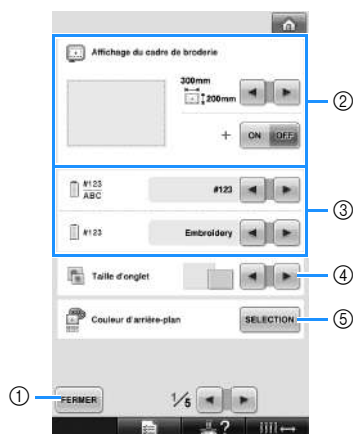 Affichage du cadre de broderie
300mm
200mm
②
+ ON OFF
#123
ABC
#123
③
#123
Embroidery
Taille d'onglet
④
Couleur d'arrière-plan
SELECTION
⑤
①
FERMER
1/5
?